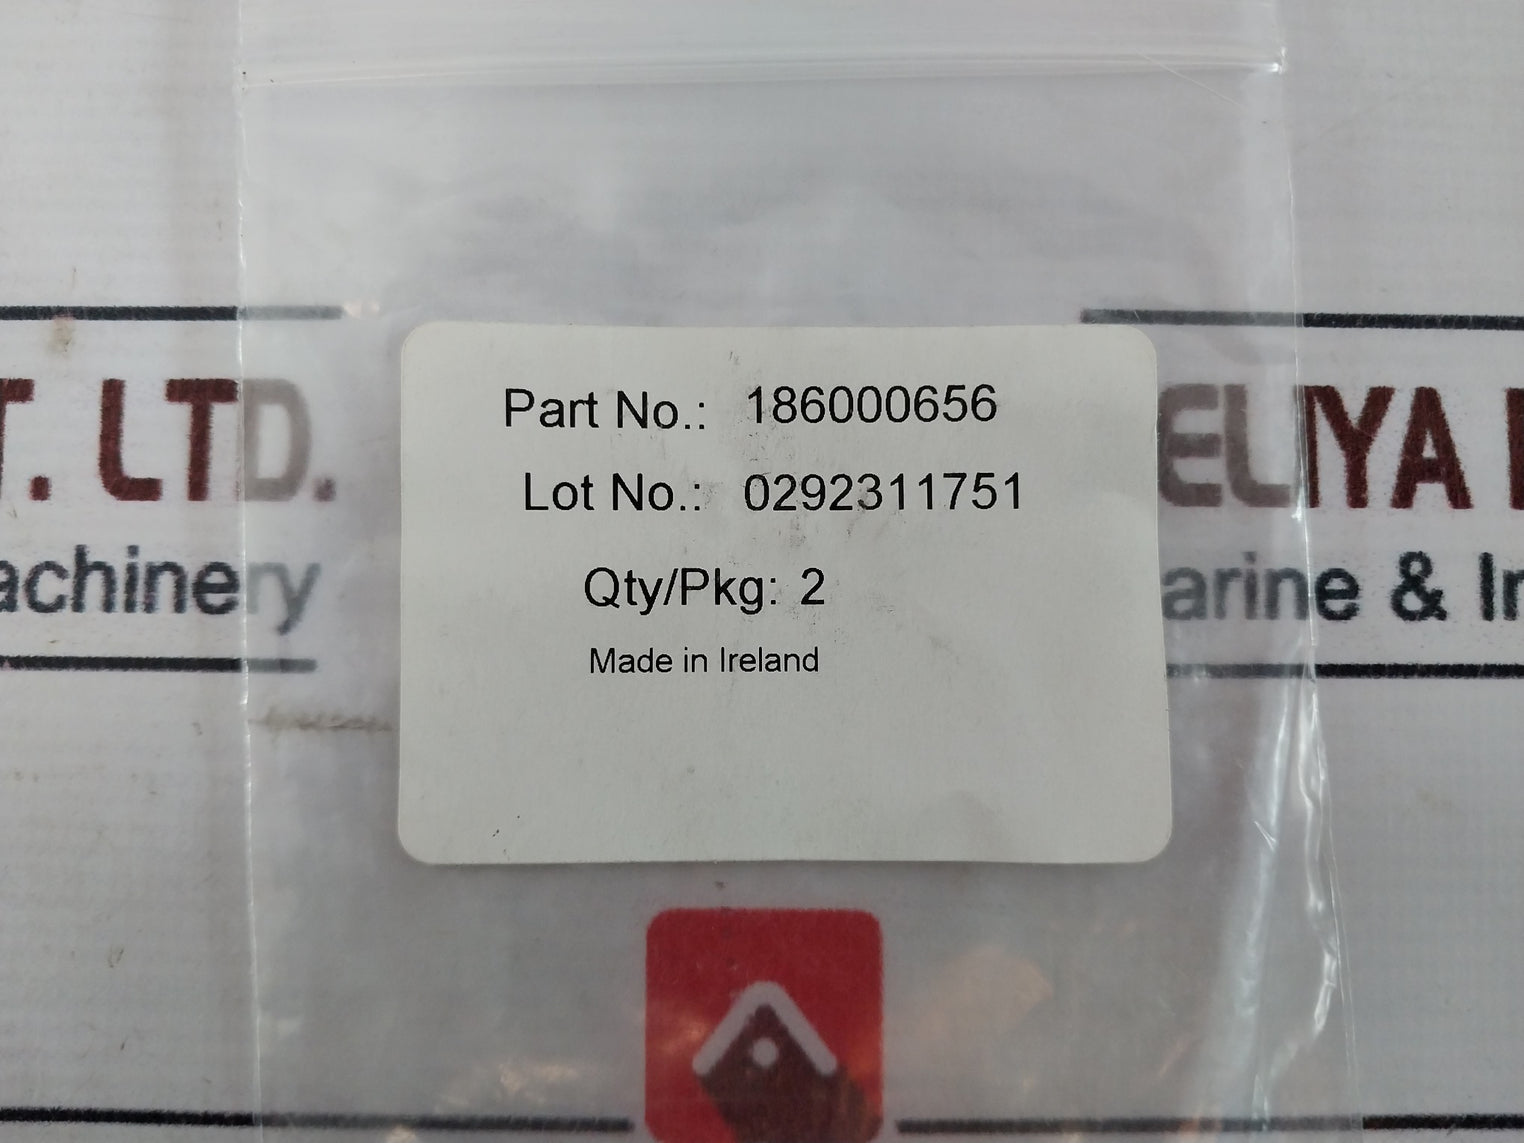 T. LTD.
achinery
Part No.: 186000656
Lot No.: 0292311751
Qty/Pkg: 2
Made in Ireland
ELIYA
arine & In